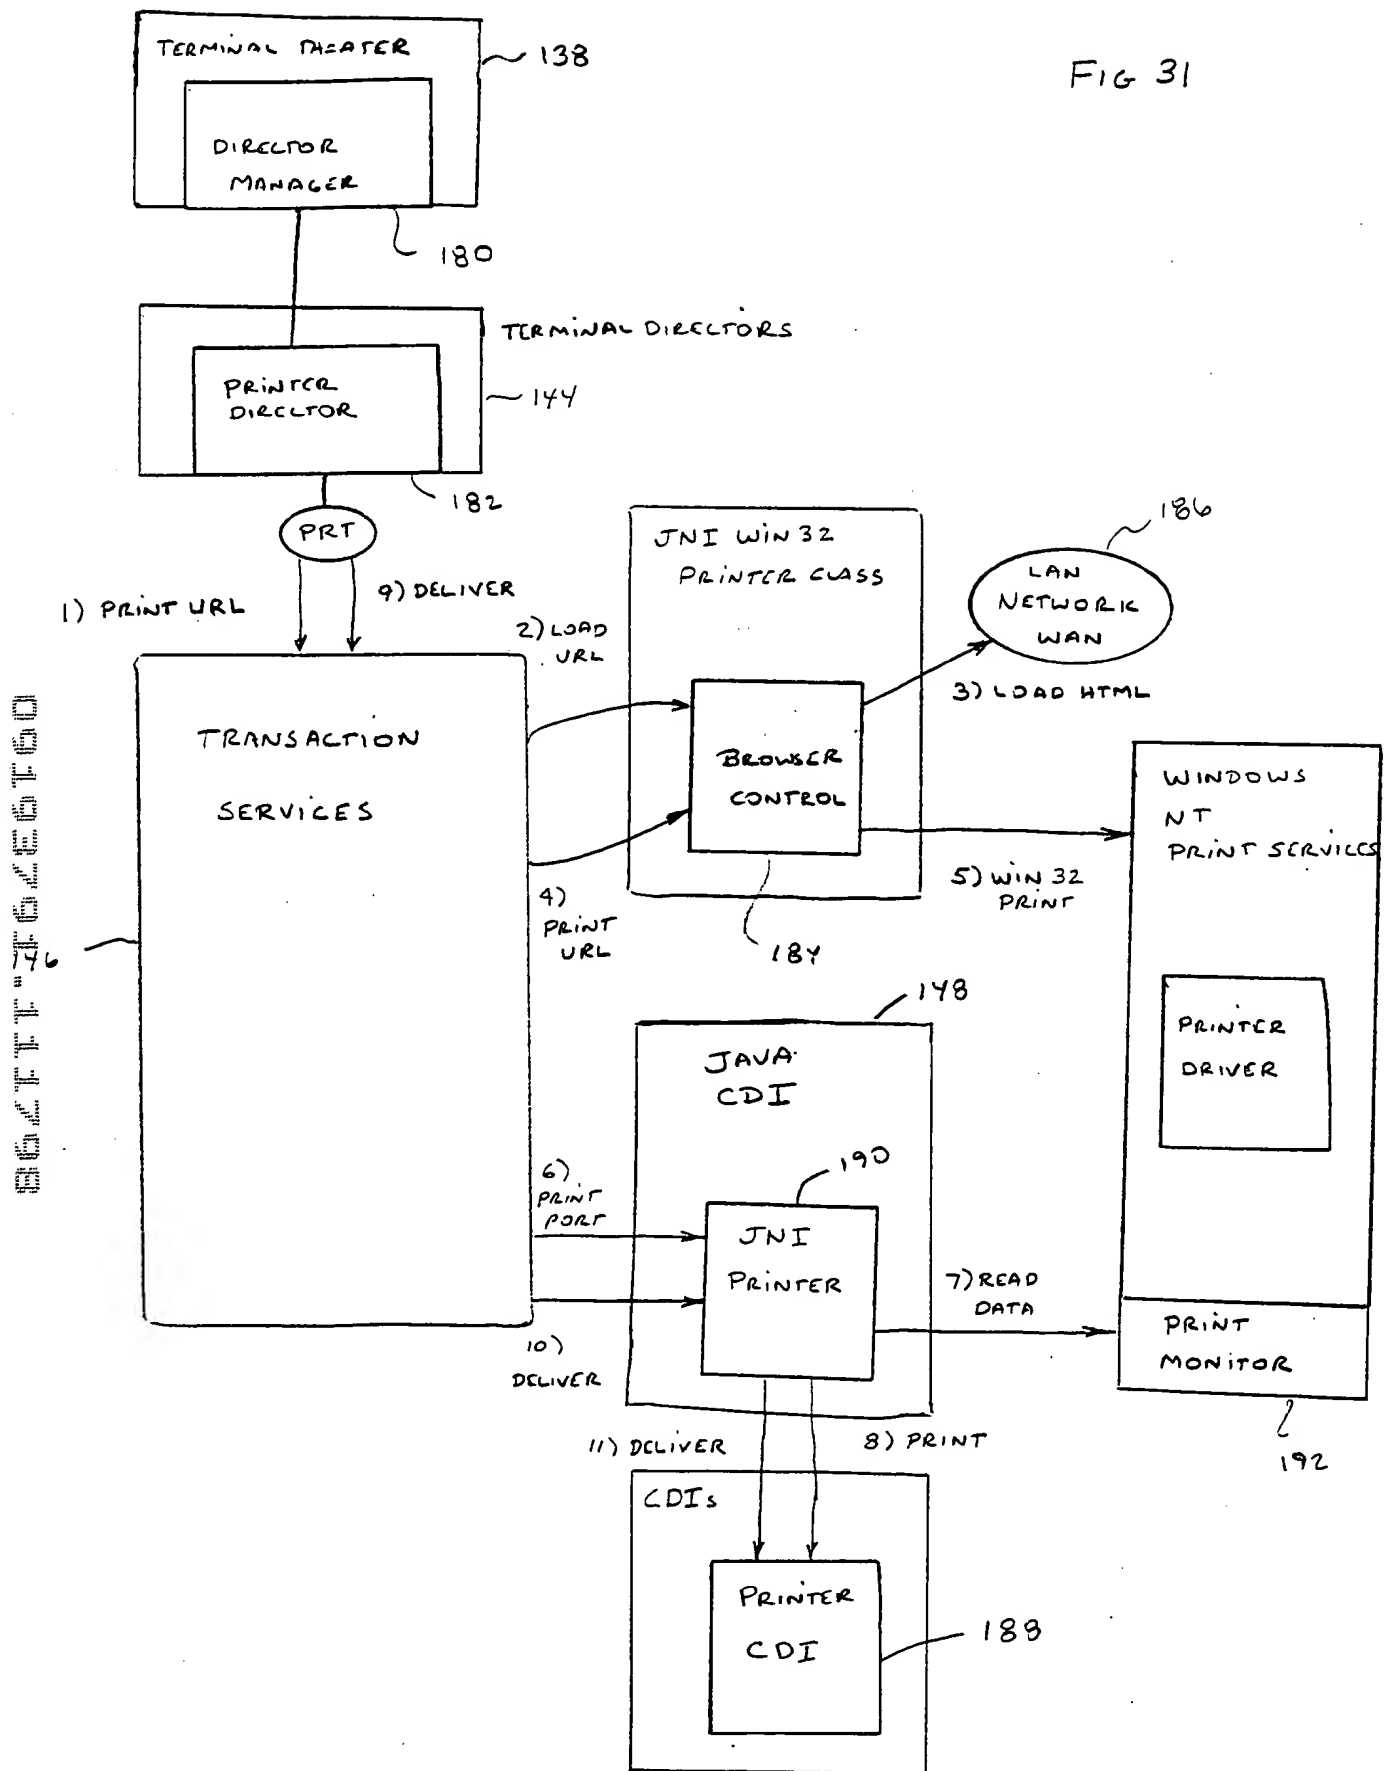 FIG 31
TERMINAL THEATER
138
DIRECTOR
MANAGER
180
TERMINAL DIRECTORS
PRINTER
DIRECTOR
144
182
PRT
1) PRINT URL
9) DELIVER
JNI WIN 32
PRINTER CLASS
186
LAN
NETWORK
WAN
2) LOAD
URL
3) LOAD HTML
TRANSACTION
SERVICES
BROWSER
CONTROL
WINDOWS
NT
PRINT SERVICES
4)
PRINT
URL
5) WIN 32
PRINT
184
146
148
JAVA
CDI
PRINTER
DRIVER
190
6)
PRINT
PORT
JNI
PRINTER
7) READ
DATA
PRINT
MONITOR
10)
DELIVER
11) DELIVER
8) PRINT
192
CDIs
PRINTER
CDI
188
09193791.111798